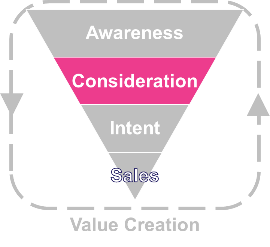 Awareness
Consideration
Intent
Sales
Value Creation